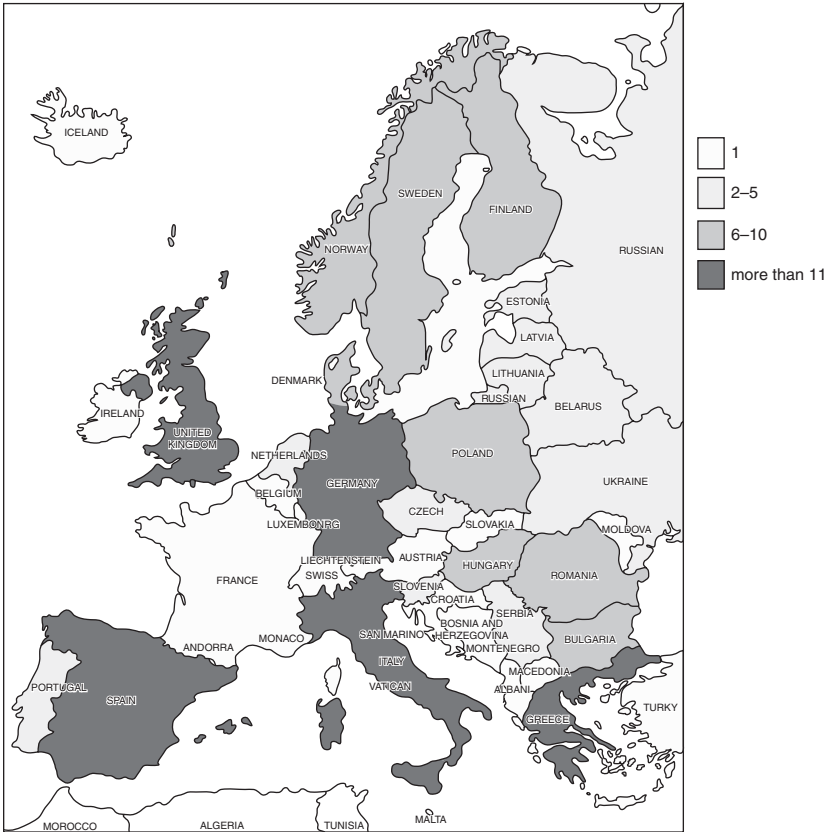 ICELAND
1
2–5
SWEDEN
6–10
FINLAND
NORWAY
RUSSIAN
more than 11
ESTONIA
LATVIA
LITHUANIA
DENMARK
RUSSIAN
BELARUS
IRELAND
UNITED
KINGDOM
NETHERLANDS
POLAND
GERMANY
UKRAINE
BELGIUM
CZECH
LUXEMBONRG
SLOVAKIA
MOLDOVA
AUSTRIA
LIECHTENSTEIN
HUNGARY
SWISS
ROMANIA
FRANCE
SLOVENIA
CROATIA
SERBIA
BOSNIA AND
HERZEGOVINA
SAN MARINO
MONACO
BULGARIA
ANDORRA
MONTENEGRO
ITALY
MACEDONIA
VATICAN
ALBANI
PORTUGAL
SPAIN
TURKY
GREECE
MALTA
MOROCCO
ALGERIA
TUNISIA